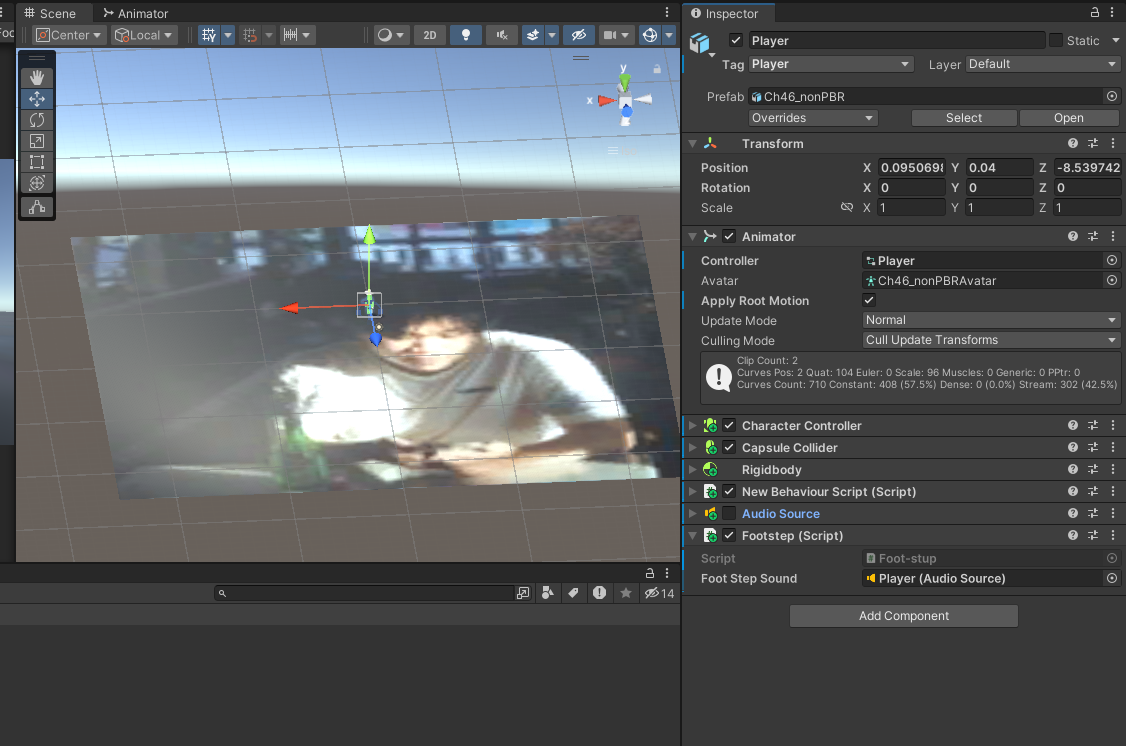 Scene
Animator
Center
Local
2D
y
x
14
Inspector
Player
Static
Tag
Player
Layer
Default
Prefab
Ch46_nonPBR
Overrides
Select
Open
Transform
Position
X
0.0950698
Y
0.04
Z
-8.539742
Rotation
X
0
Y
0
Z
0
Scale
X
1
Y
1
Z
1
Animator
Controller
Player
Avatar
Ch46_nonPBRAvatar
Apply Root Motion
Update Mode
Normal
Culling Mode
Cull Update Transforms
Clip Count: 2
Curves Pos: 2 Quat: 104 Euler: 0 Scale: 96 Muscles: 0 Generic: 0 PPtr: 0
Curves Count: 710 Constant: 408 (57.5%) Dense: 0 (0.0%) Stream: 302 (42.5%)
Character Controller
Capsule Collider
Rigidbody
New Behaviour Script (Script)
Audio Source
Footstep (Script)
Script
Foot-stup
Foot Step Sound
Player (Audio Source)
Add Component